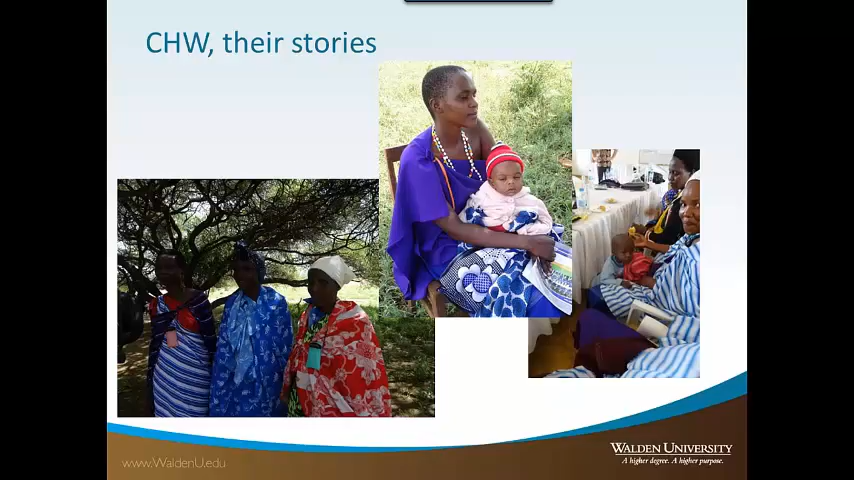 CHW, their stories
www.WaldenU.edu
WALDEN UNIVERSITY
A higher degree. A higher purpose.